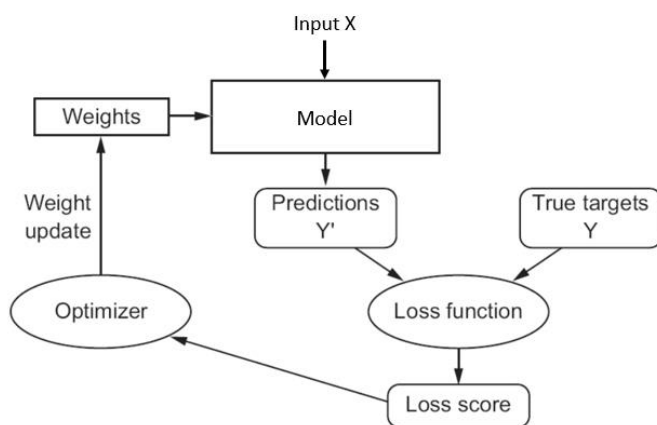 Input X
Weights
Model
Weight
update
Predictions
Y'
True targets
Y
Optimizer
Loss function
Loss score